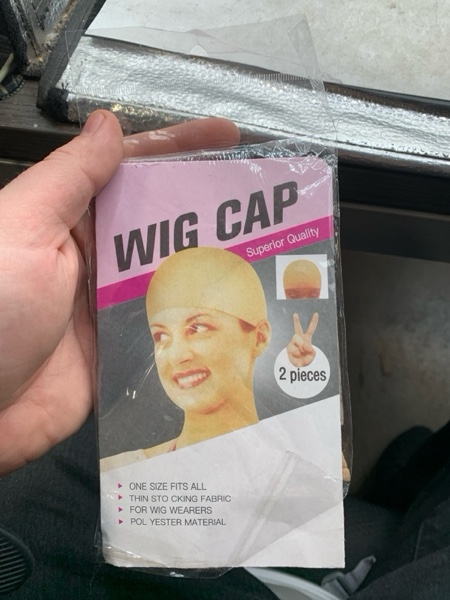 WIG CAP
Superior Quality
2 pieces
ONE SIZE FITS ALL
THIN STO CKING FABRIC
FOR WIG WEARERS
POL YESTER MATERIAL